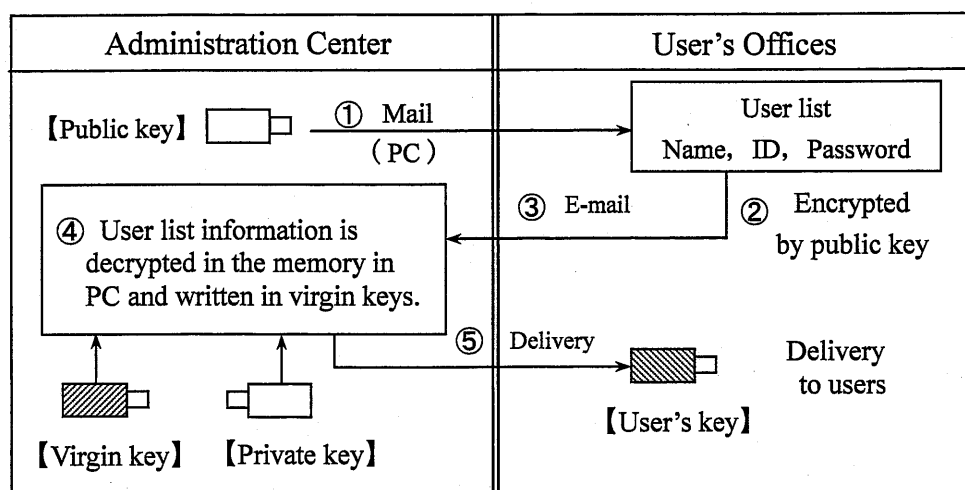 Administration Center
User's Offices
【Public key】
① Mail
(PC)
User list
Name, ID, Password
③ E-mail
② Encrypted
by public key
④ User list information is
decrypted in the memory in
PC and written in virgin keys.
⑤ Delivery
Delivery
to users
【Virgin key】
【Private key】
【User's key】